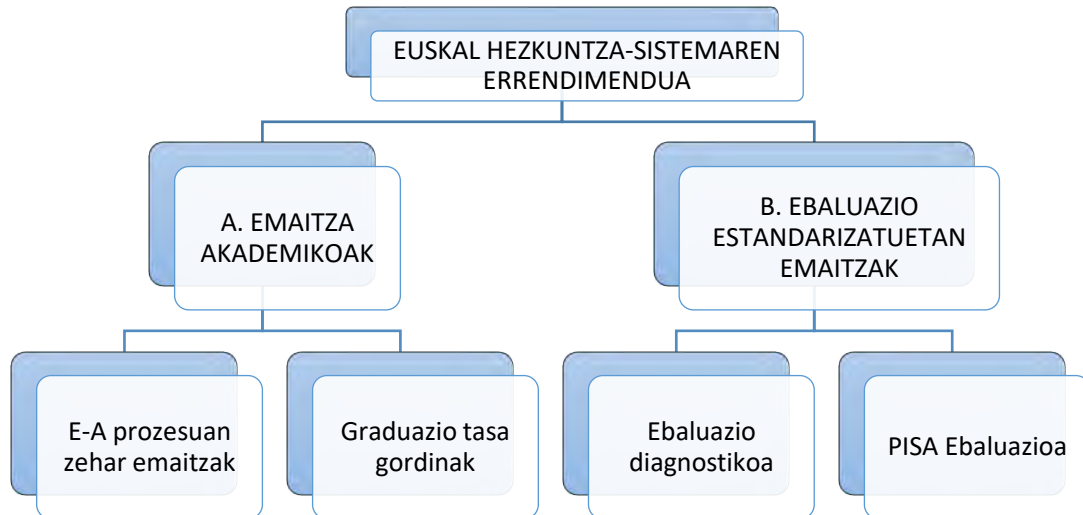 EUSKAL HEZKUNTZA-SISTEMAREN
ERRENDIMENDUA
A. EMAITZA
AKADEMIKOAK
B. EBALUAZIO
ESTANDARIZATUETAN
EMAITZAK
E-A prozesuan
zehar emaitzak
Graduazio tasa
gordinak
Ebaluazio
diagnostikoa
PISA Ebaluazioa